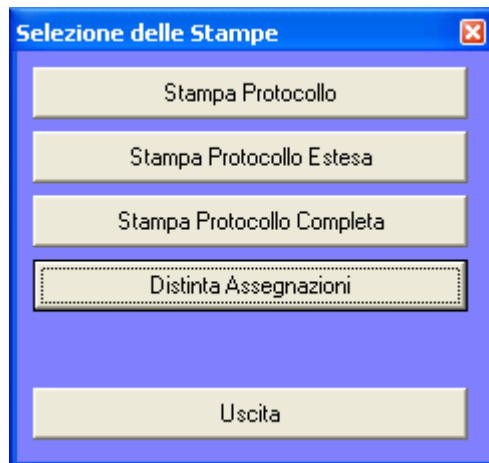 Selezione delle Stampe
Stampa Protocollo
Stampa Protocollo Estesa
Stampa Protocollo Completa
Distinta Assegnazioni
Uscita